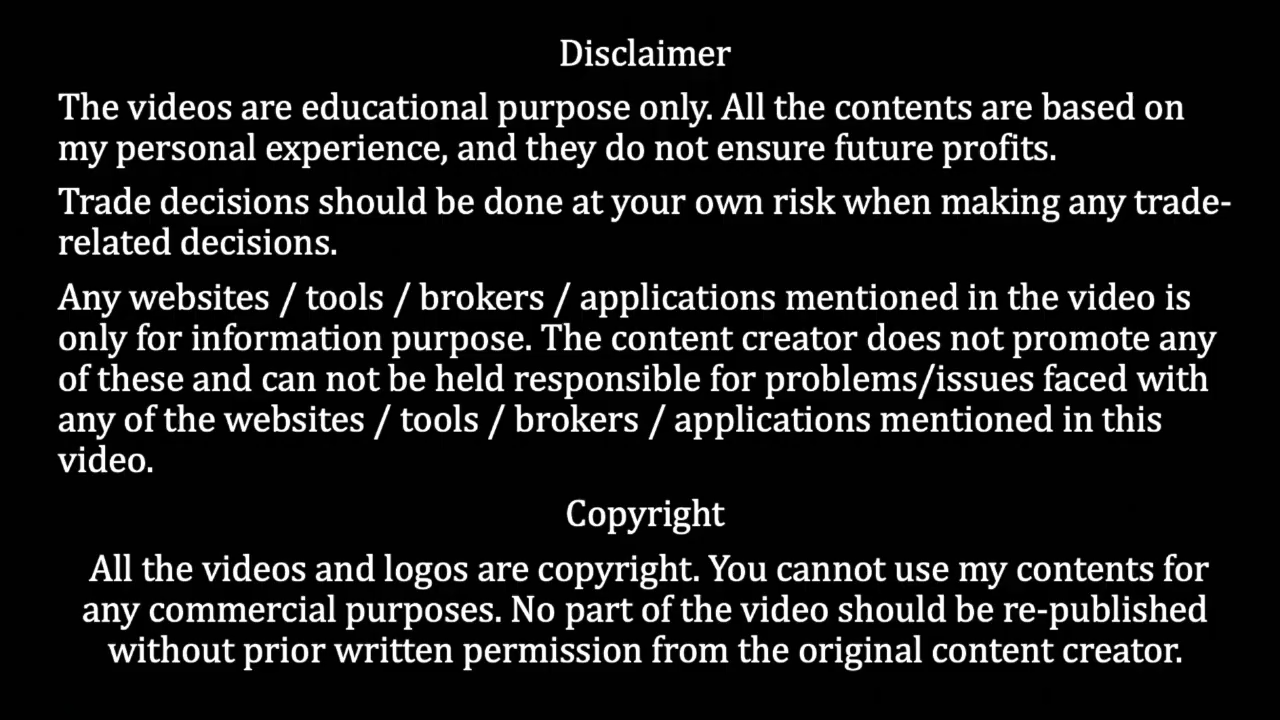 Disclaimer
The videos are educational purpose only. All the contents are based on
my personal experience, and they do not ensure future profits.
Trade decisions should be done at your own risk when making any trade-
related decisions.
Any websites / tools / brokers / applications mentioned in the video is
only for information purpose. The content creator does not promote any
of these and can not be held responsible for problems/issues faced with
any of the websites / tools / brokers / applications mentioned in this
video.
Copyright
All the videos and logos are copyright. You cannot use my contents for
any commercial purposes. No part of the video should be re-published
without prior written permission from the original content creator.